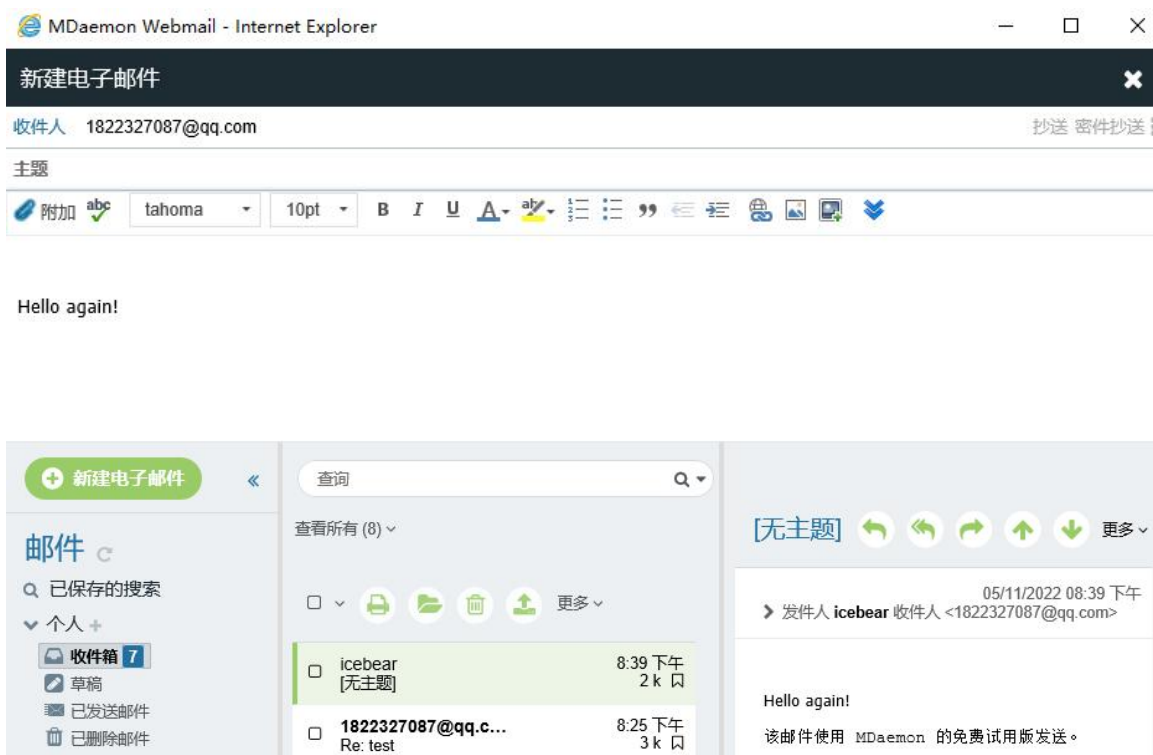 MDaemon Webmail - Internet Explorer
新建电子邮件
收件人 1822327087@qq.com 抄送 密件抄送
主题
附加 abc tahoma 10pt B I U A ab
Hello again!
新建电子邮件 «
查询
查看所有 (8)
[无主题] 更多
邮件
已保存的搜索
05/11/2022 08:39 下午
更多
发件人 icebear 收件人 <1822327087@qq.com>
个人 +
收件箱 7
icebear 8:39 下午
[无主题] 2 k
草稿
Hello again!
已发送邮件
1822327087@qq.c... 8:25 下午
Re: test 3 k
已删除邮件
该邮件使用 MDaemon 的免费试用版发送。